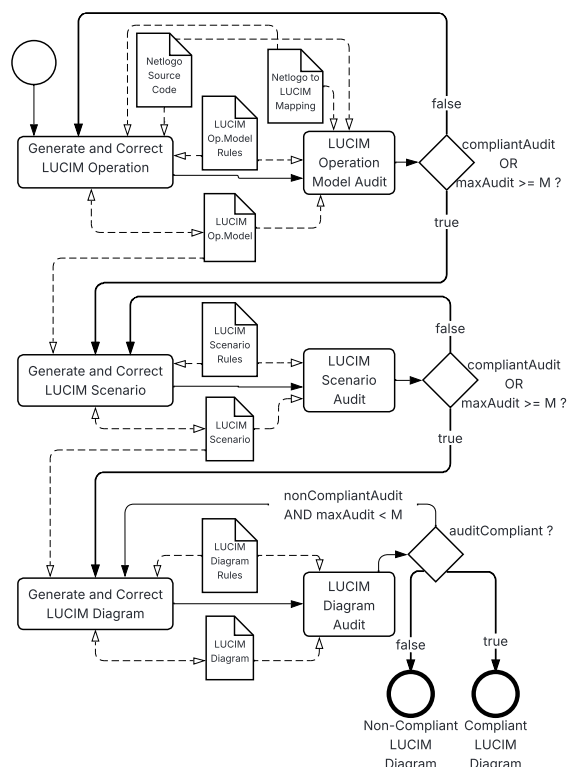 Netlogo
Source
Code
Netlogo to
LUCIM
Mapping
false
LUCIM
Op.Model
Rules
Generate and Correct
LUCIM Operation
LUCIM
Operation
Model Audit
compliantAudit
OR
maxAudit >= M ?
LUCIM
Op.Model
true
LUCIM
Scenario
Rules
false
Generate and Correct
LUCIM Scenario
LUCIM
Scenario
Audit
compliantAudit
OR
maxAudit >= M ?
LUCIM
Scenario
true
nonCompliantAudit
AND maxAudit < M
auditCompliant ?
LUCIM
Diagram
Rules
Generate and Correct
LUCIM Diagram
LUCIM
Diagram
Audit
LUCIM
Diagram
false
true
Non-Compliant
LUCIM
Diagram
Compliant
LUCIM
Diagram